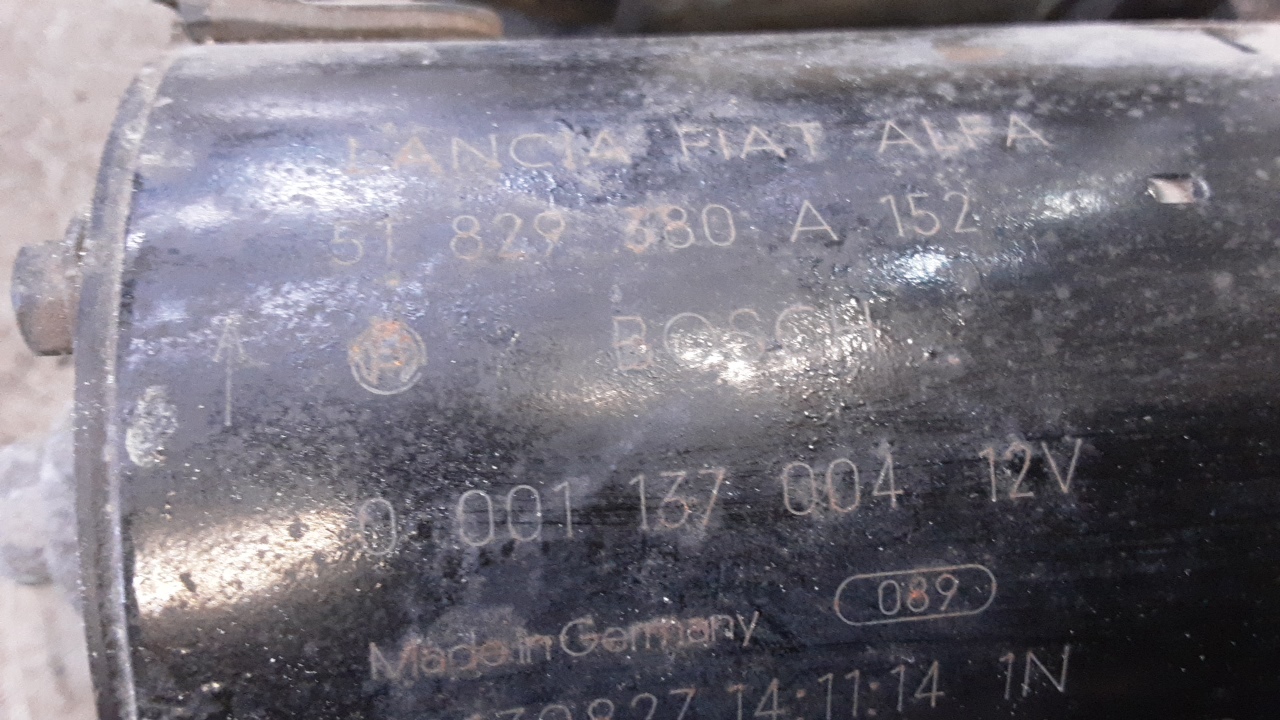 LANCIA FIAT ALFA
51 829 380 A 152
BOSCH
0 001 137 004 12V
089
Made in Germany
14:11:14 1N